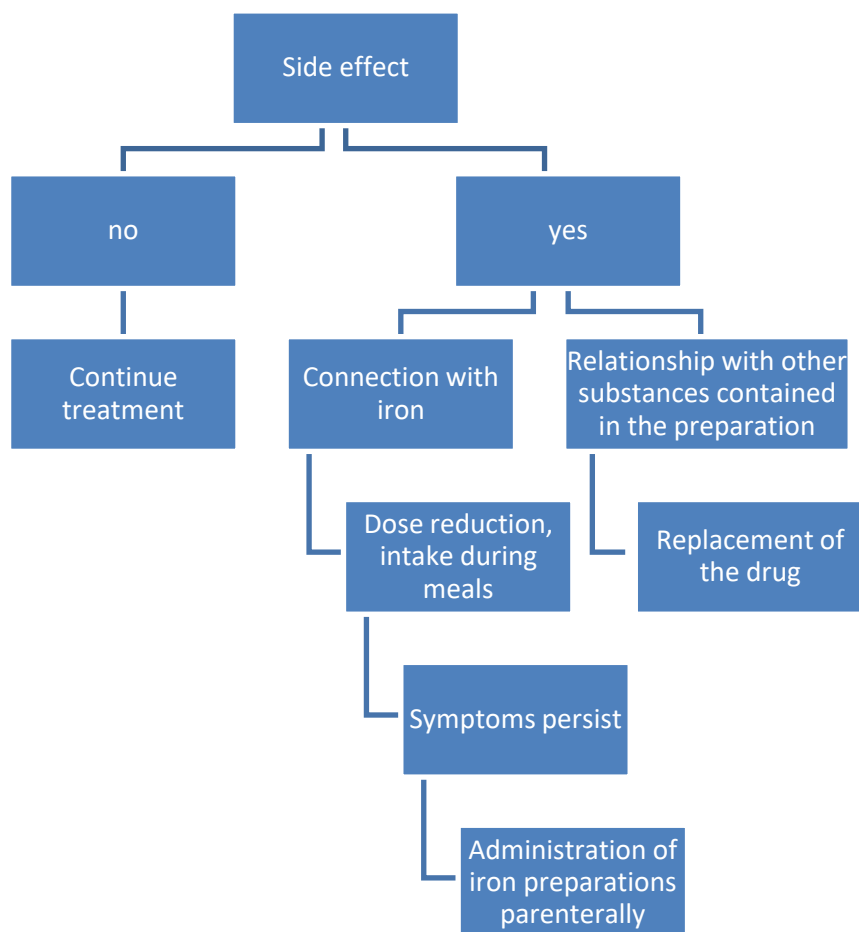 Side effect
no
yes
Continue
treatment
Connection with
iron
Relationship with other
substances contained
in the preparation
Dose reduction,
intake during
meals
Replacement of
the drug
Symptoms persist
Administration of
iron preparations
parenterally